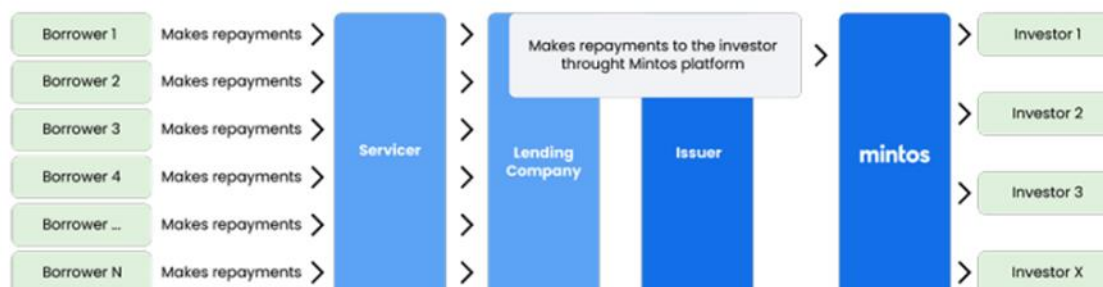 Borrower 1 Makes repayments
Borrower 2 Makes repayments
Borrower 3 Makes repayments
Borrower 4 Makes repayments
Borrower ... Makes repayments
Borrower N Makes repayments
Servicer
Lending
Company
Makes repayments to the investor
throught Mintos platform
Issuer
mintos
Investor 1
Investor 2
Investor 3
Investor X